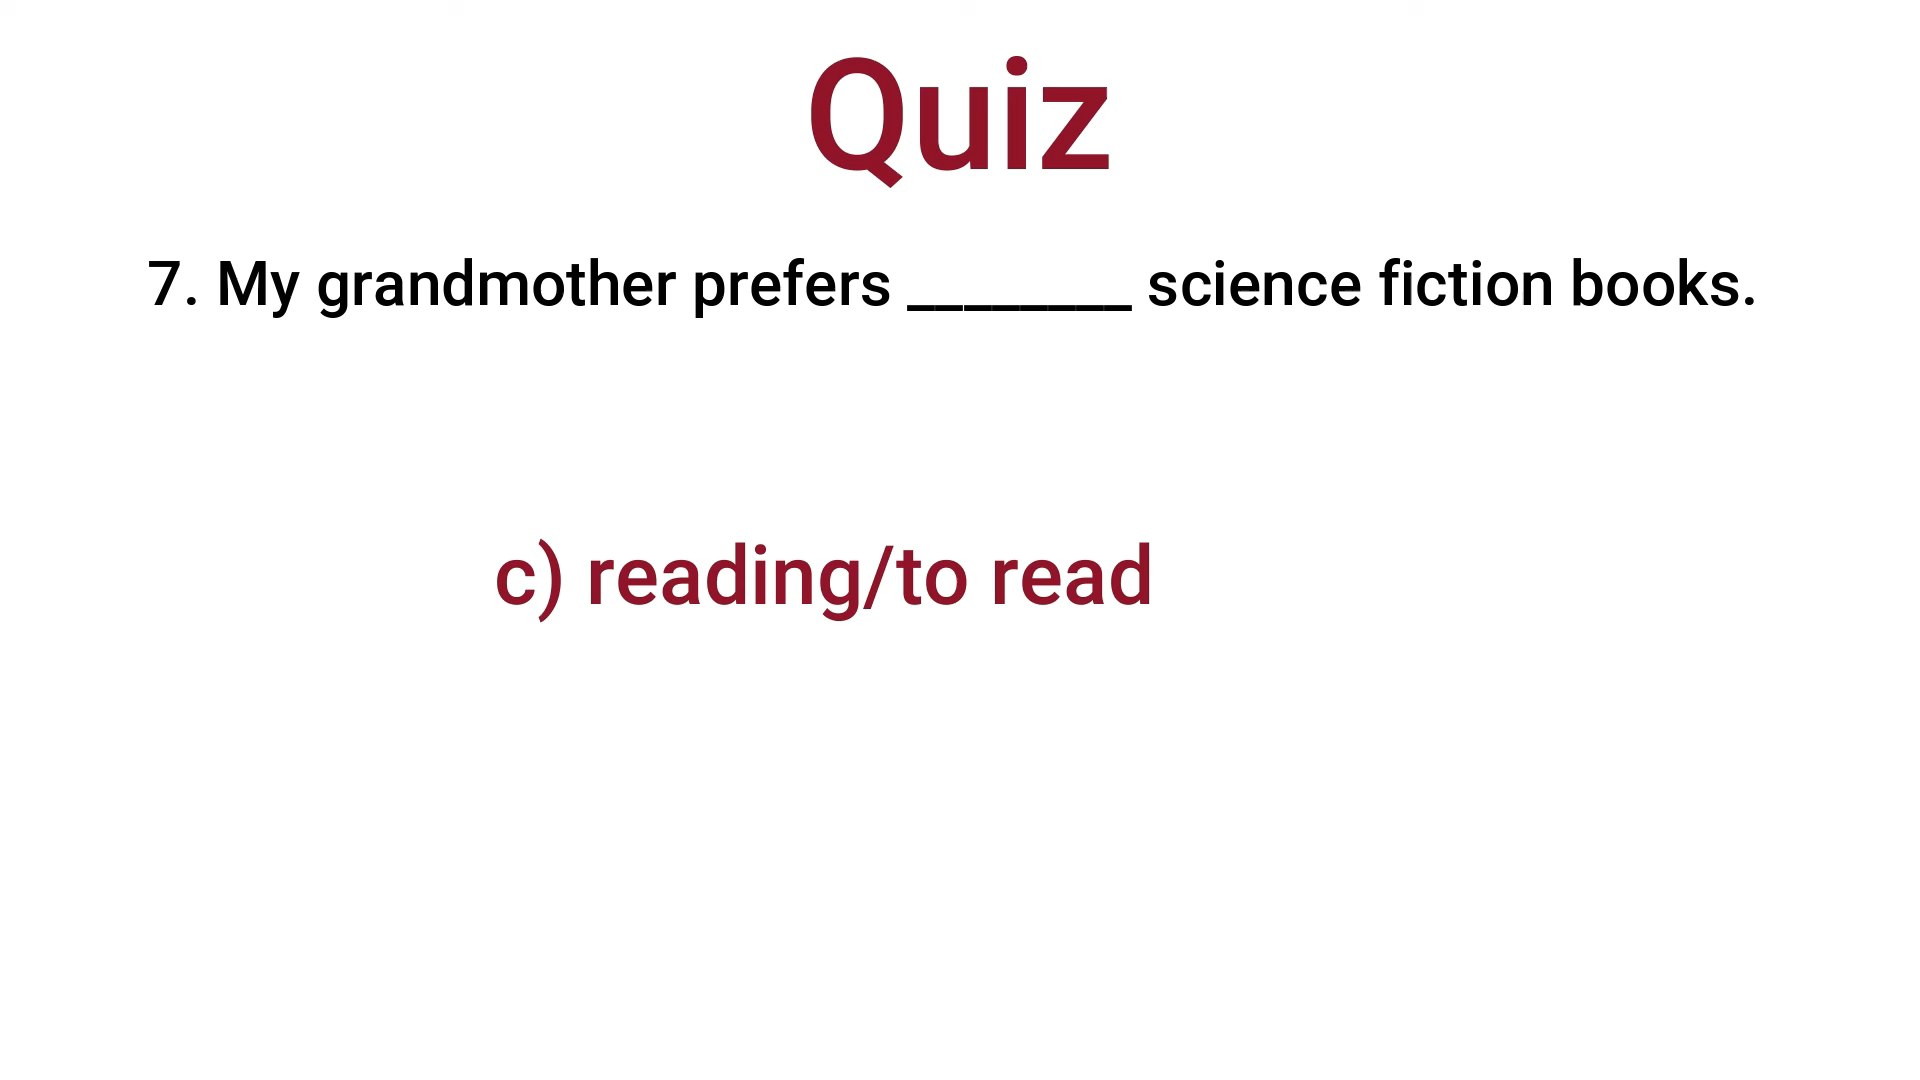 Quiz
7. My grandmother prefers ________ science fiction books.
c) reading/to read